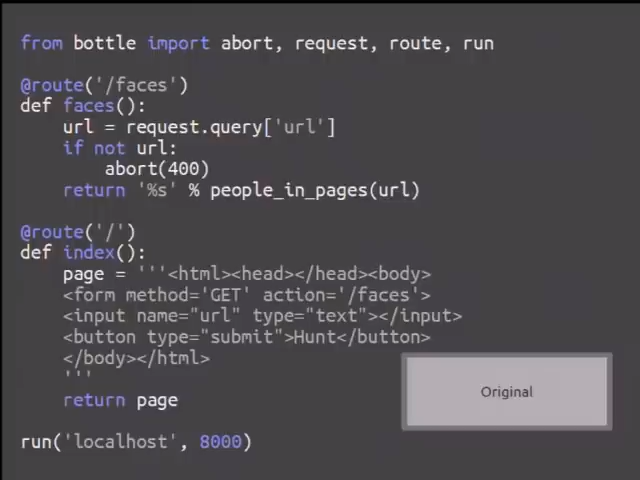 from bottle import abort, request, route, run
@route('/faces')
def faces():
url = request.query['url']
if not url:
abort(400)
return '%s' % people_in_pages(url)
@route('/')
def index():
page = '''<html><head></head><body>
<form method='GET' action='/faces'>
<input name="url" type="text"></input>
<button type="submit">Hunt</button>
</body></html>
'''
return page
Original
run('localhost', 8000)